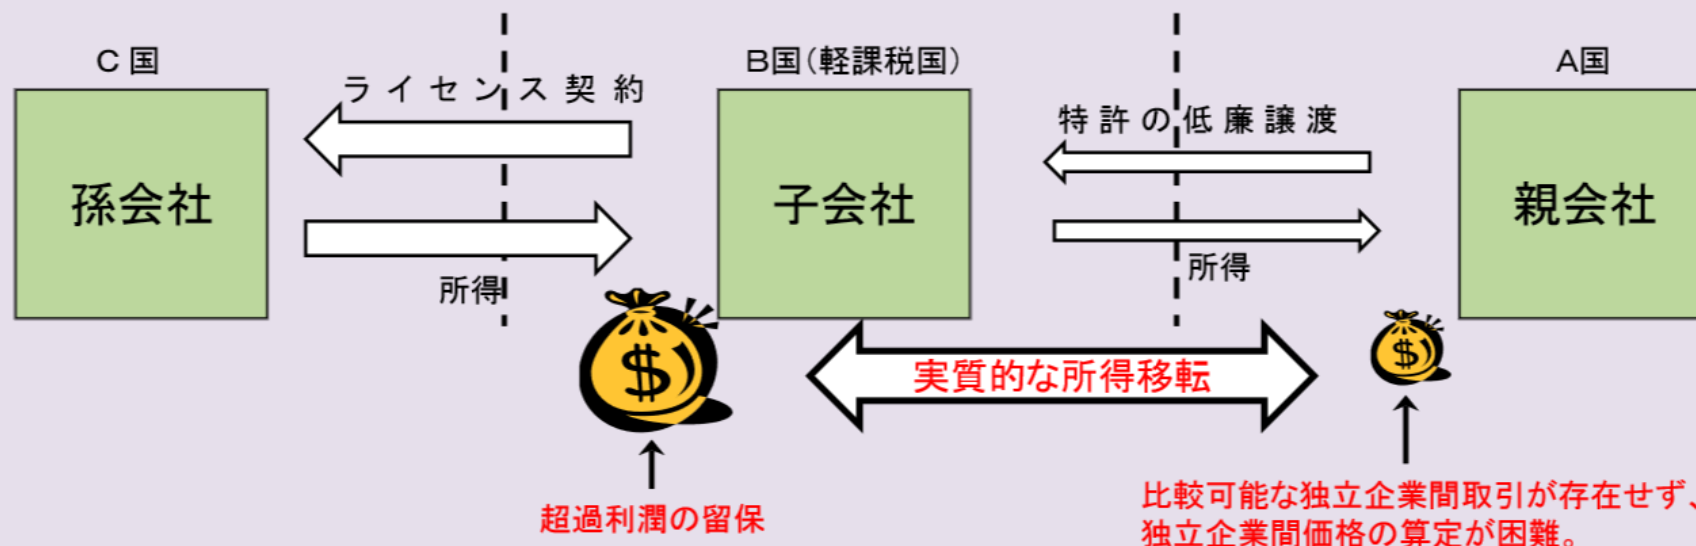 C国
B国(軽課税国)
A国
ライセンス契約
特許の低廉譲渡
孫会社
子会社
親会社
所得
所得
実質的な所得移転
超過利潤の留保
比較可能な独立企業間取引が存在せず、
独立企業間価格の算定が困難。